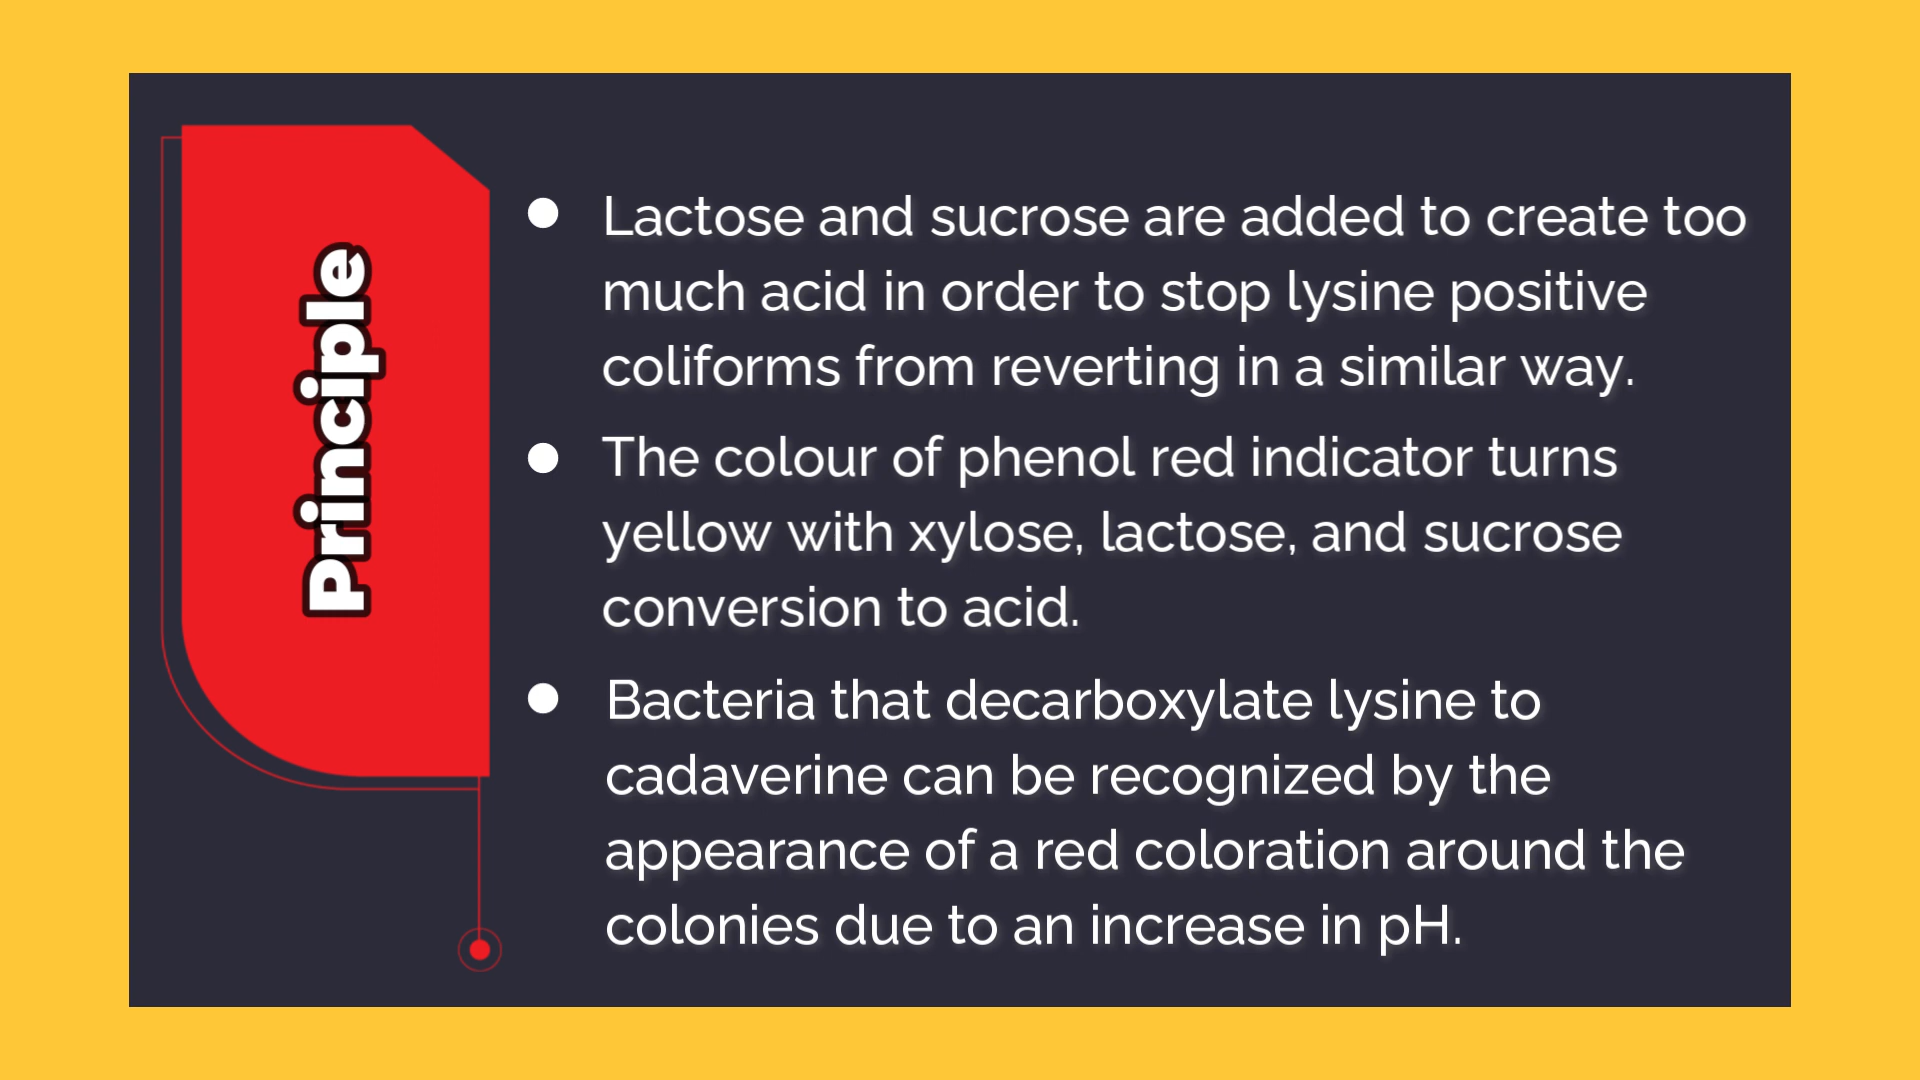 Principle
Lactose and sucrose are added to create too
much acid in order to stop lysine positive
coliforms from reverting in a similar way.
The colour of phenol red indicator turns
yellow with xylose, lactose, and sucrose
conversion to acid.
Bacteria that decarboxylate lysine to
cadaverine can be recognized by the
appearance of a red coloration around the
colonies due to an increase in pH.